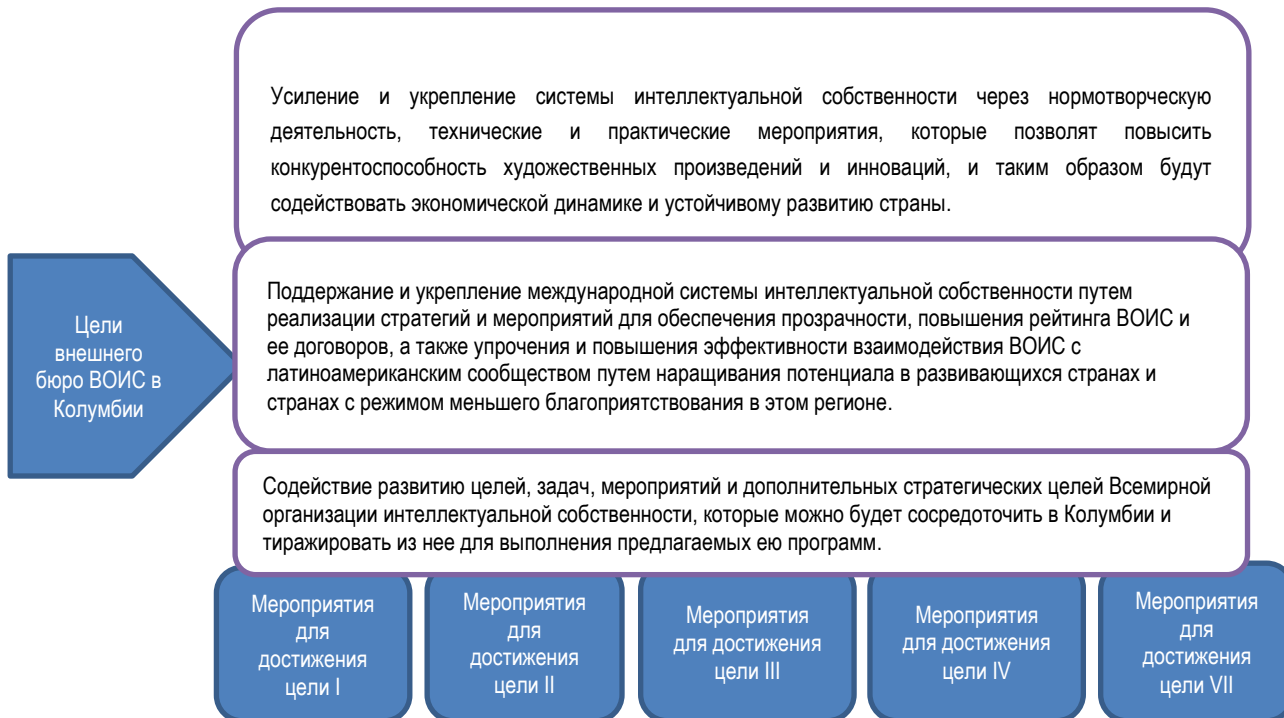 Усиление и укрепление системы интеллектуальной собственности через нормотворческую
деятельность, технические и практические мероприятия, которые позволят повысить
конкурентоспособность художественных произведений и инноваций, и таким образом будут
содействовать экономической динамике и устойчивому развитию страны.
Цели
внешнего
бюро ВОИС в
Колумбии
Поддержание и укрепление международной системы интеллектуальной собственности путем
реализации стратегий и мероприятий для обеспечения прозрачности, повышения рейтинга ВОИС и
ее договоров, а также упрочения и повышения эффективности взаимодействия ВОИС с
латиноамериканским сообществом путем наращивания потенциала в развивающихся странах и
странах с режимом меньшего благоприятствования в этом регионе.
Содействие развитию целей, задач, мероприятий и дополнительных стратегических целей Всемирной
организации интеллектуальной собственности, которые можно будет сосредоточить в Колумбии и
тиражировать из нее для выполнения предлагаемых ею программ.
Мероприятия
для
достижения
цели I
Мероприятия
для
достижения
цели II
Мероприятия
для достижения
цели III
Мероприятия
для достижения
цели IV
Мероприятия
для
достижения
цели VII